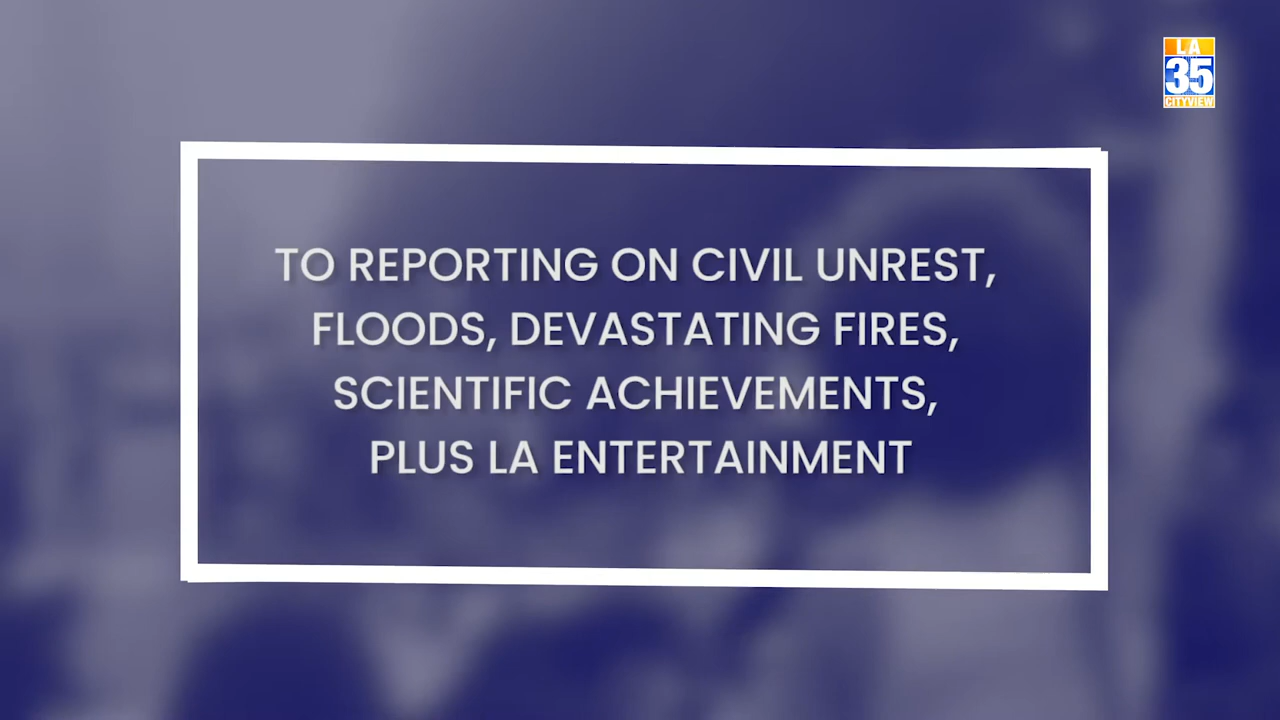 LA
35
CITYVIEW
TO REPORTING ON CIVIL UNREST,
FLOODS, DEVASTATING FIRES,
SCIENTIFIC ACHIEVEMENTS,
PLUS LA ENTERTAINMENT